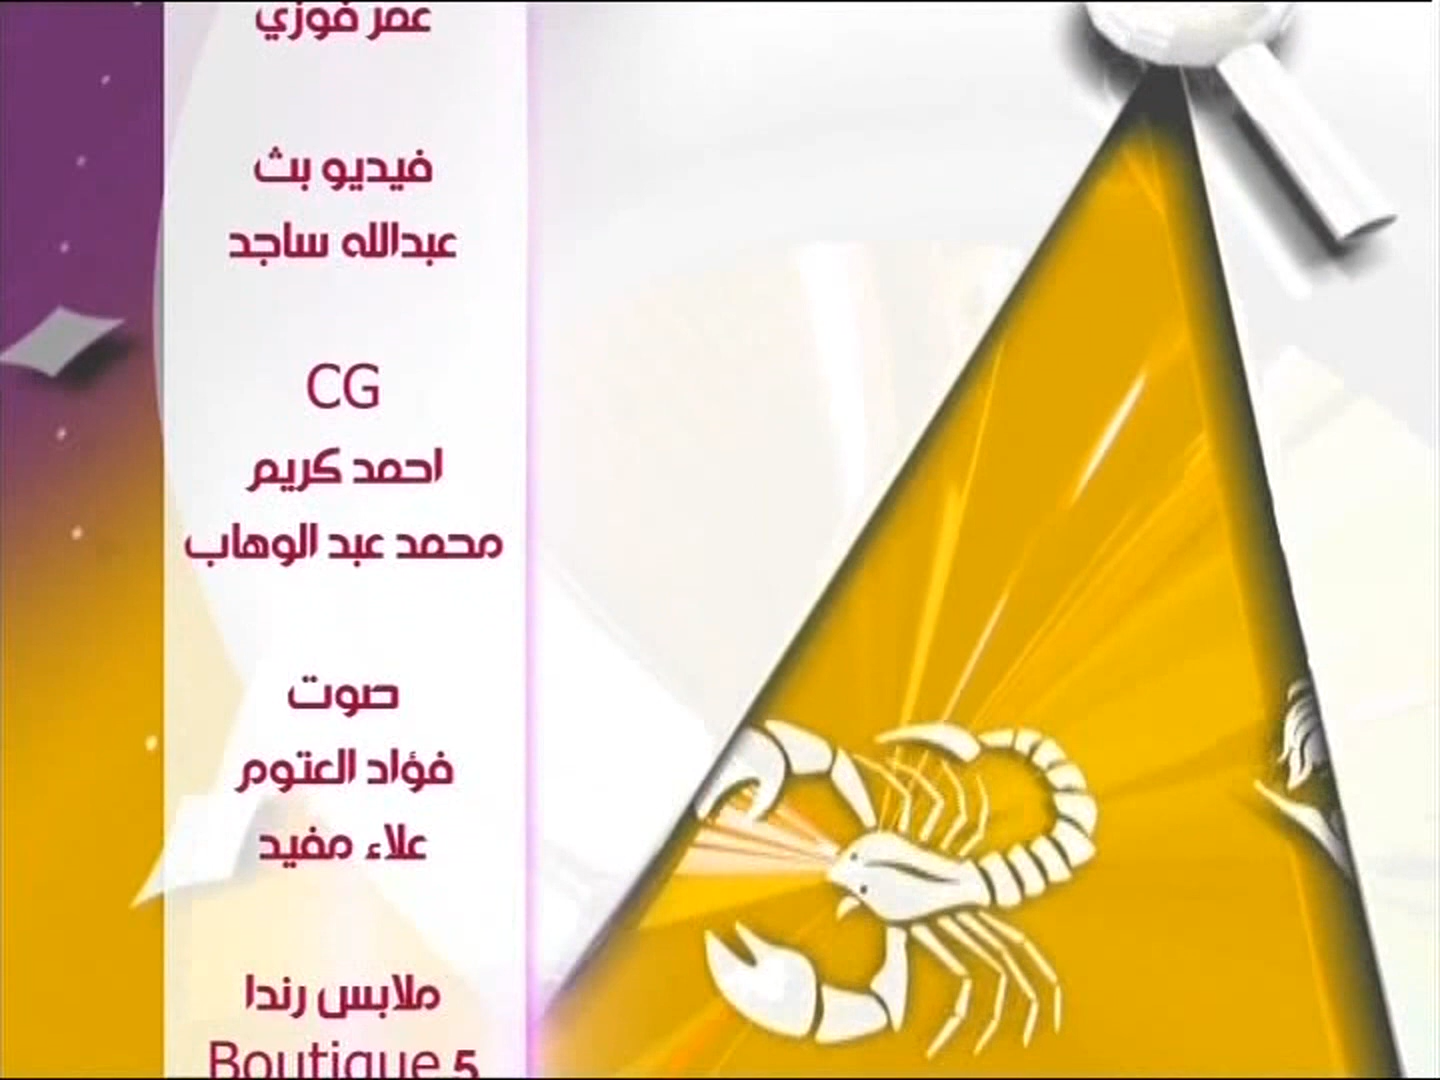 عمر فوزي
فيديو بث
عبدالله ساجد
CG
احمد كريم
محمد عبد الوهاب
صوت
فؤاد العتوم
علاء مفيد
ملابس رندا
Boutique 5